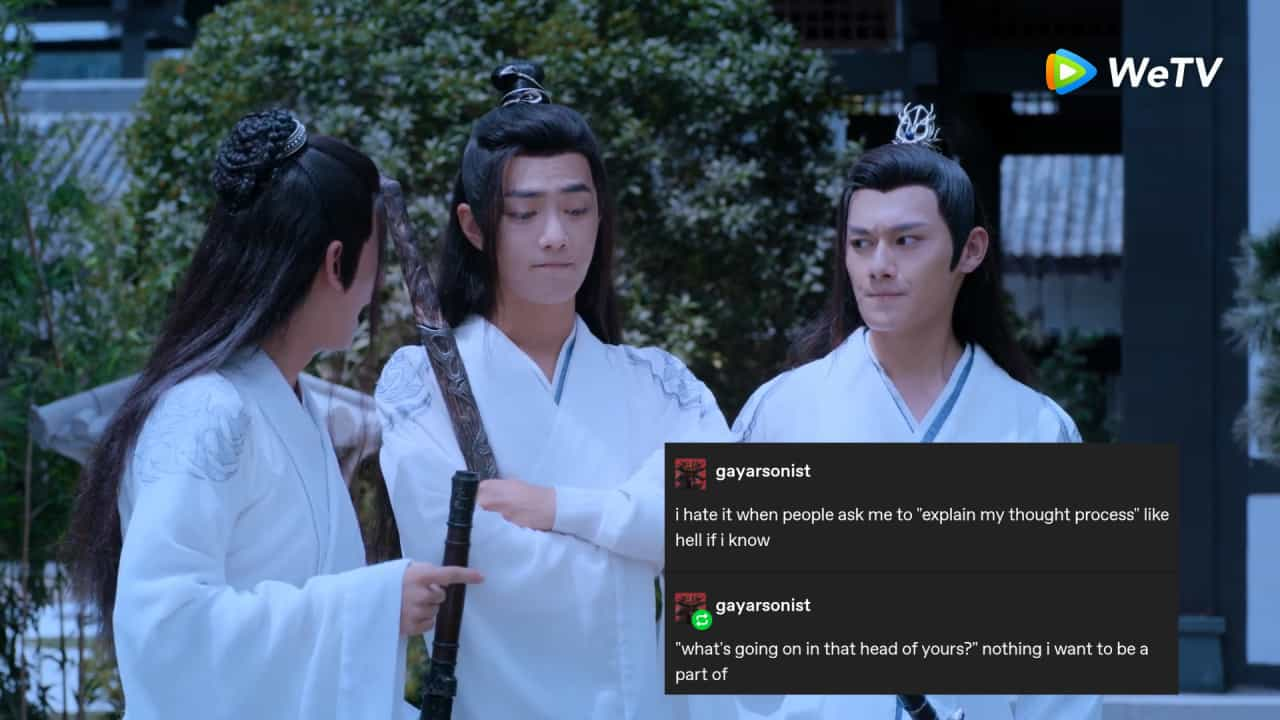 WeTV
gayarsonist
i hate it when people ask me to "explain my thought process" like
hell if i know
gayarsonist
"what's going on in that head of yours?" nothing i want to be a
part of